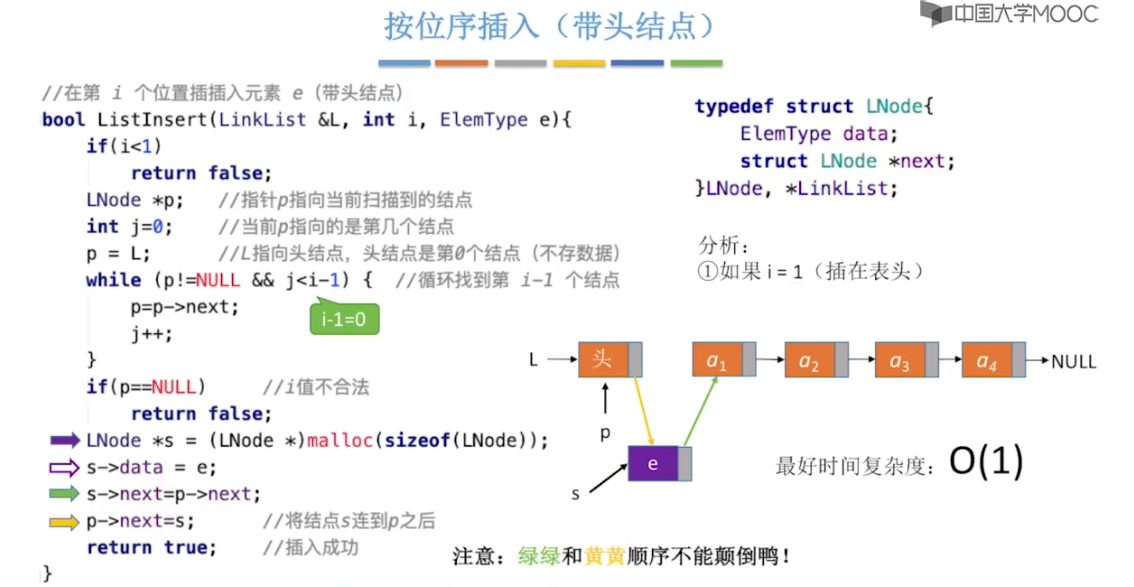 按位序插入（带头结点）
中国大学MOOC
//在第 i 个位置插插入元素 e（带头结点）
bool ListInsert(LinkList &L, int i, ElemType e){
if(i<1)
return false;
LNode *p; //指针p指向当前扫描到的结点
int j=0; //当前p指向的是第几个结点
p = L; //L指向头结点，头结点是第0个结点（不存数据）
while (p!=NULL && j<i-1) { //循环找到第 i-1 个结点
p=p->next;
i-1=0
j++;
}
if(p==NULL) //i值不合法
return false;
LNode *s = (LNode *)malloc(sizeof(LNode));
s->data = e;
s->next=p->next;
p->next=s; //将结点s连到p之后
return true; //插入成功
}
typedef struct LNode{
ElemType data;
struct LNode *next;
}LNode, *LinkList;
分析：
①如果 i = 1（插在表头）
L 头 a1 a2 a3 a4 NULL
p
e
s
最好时间复杂度：O(1)
注意：绿绿和黄黄顺序不能颠倒鸭！